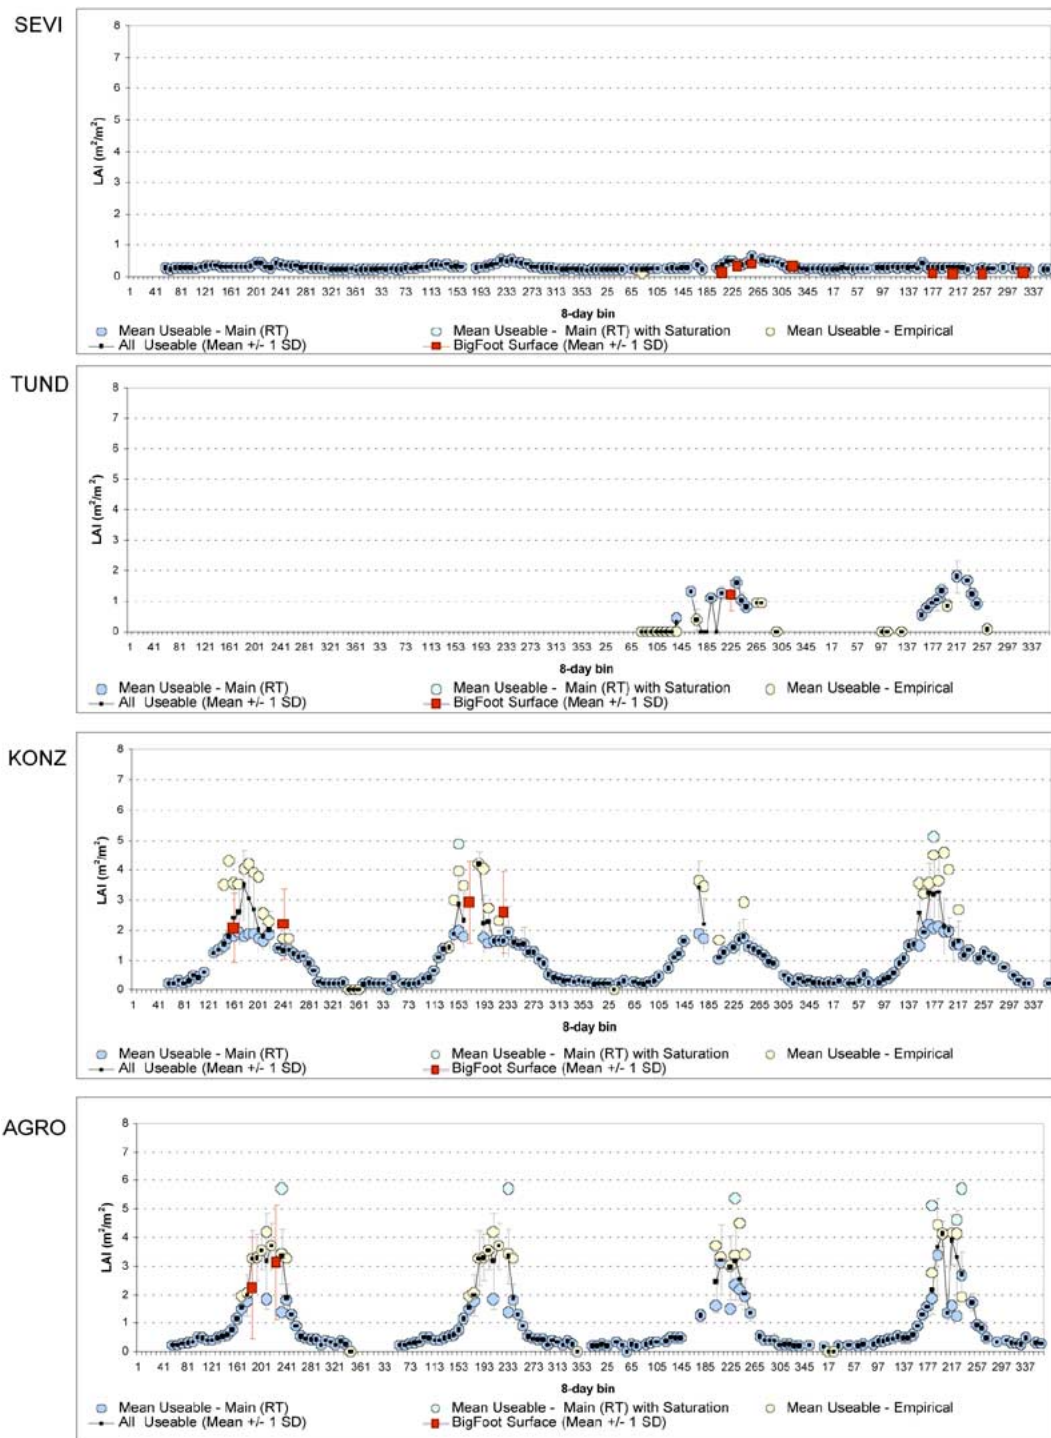 SEVI
8
7
6
5
4
3
2
1
0
LAI (m²/m²)
1 41 81 121 161 201 241 281 321 361 33 73 113 153 193 233 273 313 353 25 65 105 145 185 225 265 305 345 17 57 97 137 177 217 257 297 337
8-day bin
Mean Useable - Main (RT) Mean Useable - Main (RT) with Saturation Mean Useable - Empirical
All Useable (Mean +/- 1 SD) BigFoot Surface (Mean +/- 1 SD)
TUND
8
7
6
5
4
3
2
1
0
LAI (m²/m²)
1 41 81 121 161 201 241 281 321 361 33 73 113 153 193 233 273 313 353 25 65 105 145 185 225 265 305 345 17 57 97 137 177 217 257 297 337
8-day bin
Mean Useable - Main (RT) Mean Useable - Main (RT) with Saturation Mean Useable - Empirical
All Useable (Mean +/- 1 SD) BigFoot Surface (Mean +/- 1 SD)
KONZ
8
7
6
5
4
3
2
1
0
LAI (m²/m²)
1 41 81 121 161 201 241 281 321 361 33 73 113 153 193 233 273 313 353 25 65 105 145 185 225 265 305 345 17 57 97 137 177 217 257 297 337
8-day bin
Mean Useable - Main (RT) Mean Useable - Main (RT) with Saturation Mean Useable - Empirical
All Useable (Mean +/- 1 SD) BigFoot Surface (Mean +/- 1 SD)
AGRO
8
7
6
5
4
3
2
1
0
LAI (m²/m²)
1 41 81 121 161 201 241 281 321 361 33 73 113 153 193 233 273 313 353 25 65 105 145 185 225 265 305 345 17 57 97 137 177 217 257 297 337
8-day bin
Mean Useable - Main (RT) Mean Useable - Main (RT) with Saturation Mean Useable - Empirical
All Useable (Mean +/- 1 SD) BigFoot Surface (Mean +/- 1 SD)